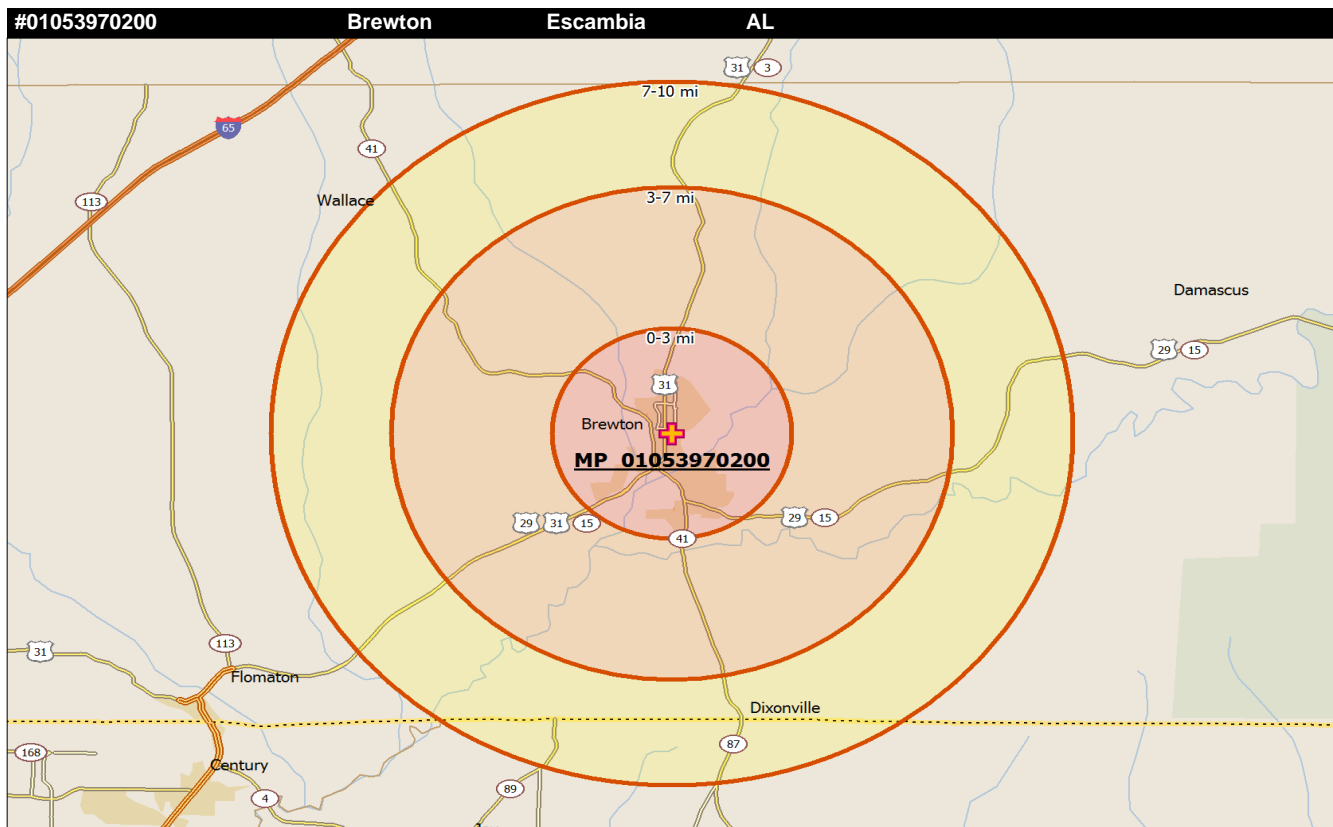 #01053970200 Brewton Escambia AL
31 3
7-10 mi
65
41
3-7 mi
113
Wallace
Damascus
0-3 mi
29 15
31
Brewton
MP 01053970200
29 31 15
29 15
41
113
31
Flomaton
Dixonville
87
168
Century
89
4